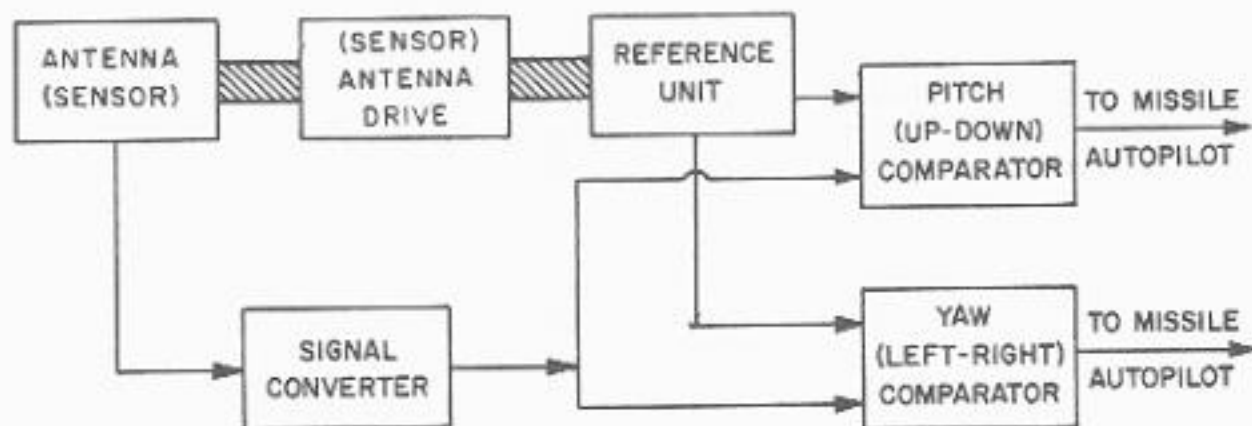 ANTENNA
(SENSOR)
(SENSOR)
ANTENNA
DRIVE
REFERENCE
UNIT
PITCH
(UP-DOWN)
COMPARATOR
TO MISSILE
AUTOPILOT
SIGNAL
CONVERTER
YAW
(LEFT-RIGHT)
COMPARATOR
TO MISSILE
AUTOPILOT